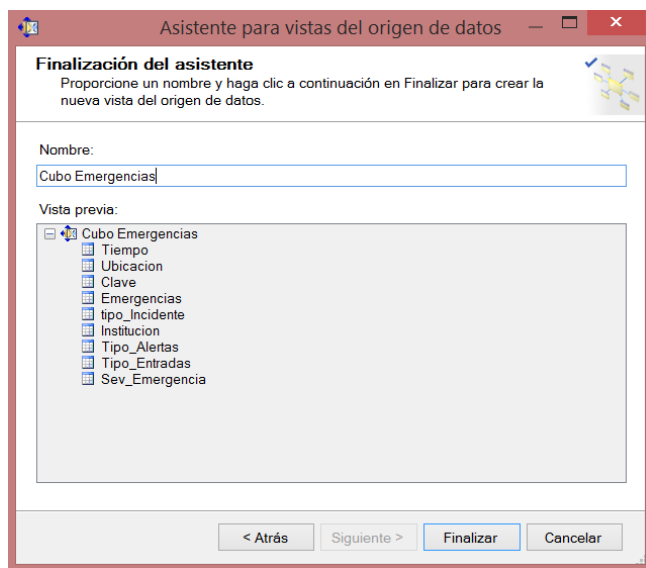 Asistente para vistas del origen de datos
Finalización del asistente
Proporcione un nombre y haga clic a continuación en Finalizar para crear la
nueva vista del origen de datos.
Nombre:
Cubo Emergencias
Vista previa:
Cubo Emergencias
Tiempo
Ubicacion
Clave
Emergencias
tipo_Incidente
Institucion
Tipo_Alertas
Tipo_Entradas
Sev_Emergencia
< Atrás Siguiente > Finalizar Cancelar